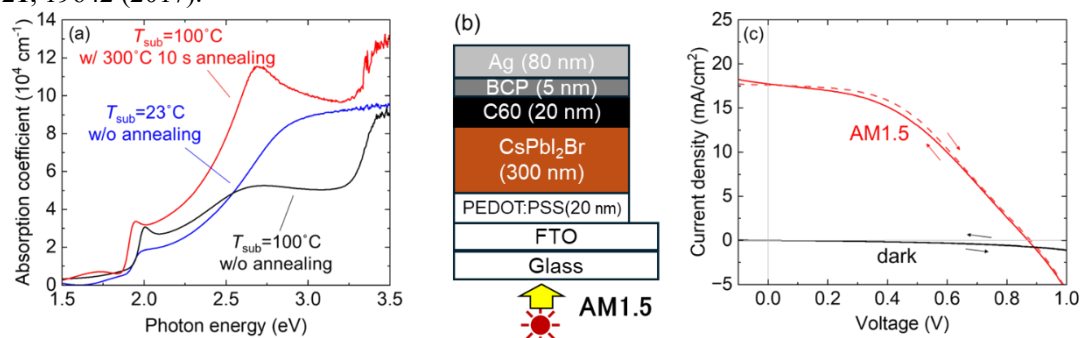 21, 19642 (2017).
(a)
T_sub=100˚C
w/ 300˚C 10 s annealing
T_sub=23˚C
w/o annealing
T_sub=100˚C
w/o annealing
Absorption coefficient (10⁴ cm⁻¹)
14
12
10
8
6
4
2
0
1.5
2.0
2.5
3.0
3.5
Photon energy (eV)
(b)
Ag (80 nm)
BCP (5 nm)
C60 (20 nm)
CsPbI₂Br
(300 nm)
PEDOT:PSS(20 nm)
FTO
Glass
AM1.5
(c)
Current density (mA/cm²)
25
20
15
10
5
0
−5
AM1.5
dark
0.0
0.2
0.4
0.6
0.8
1.0
Voltage (V)